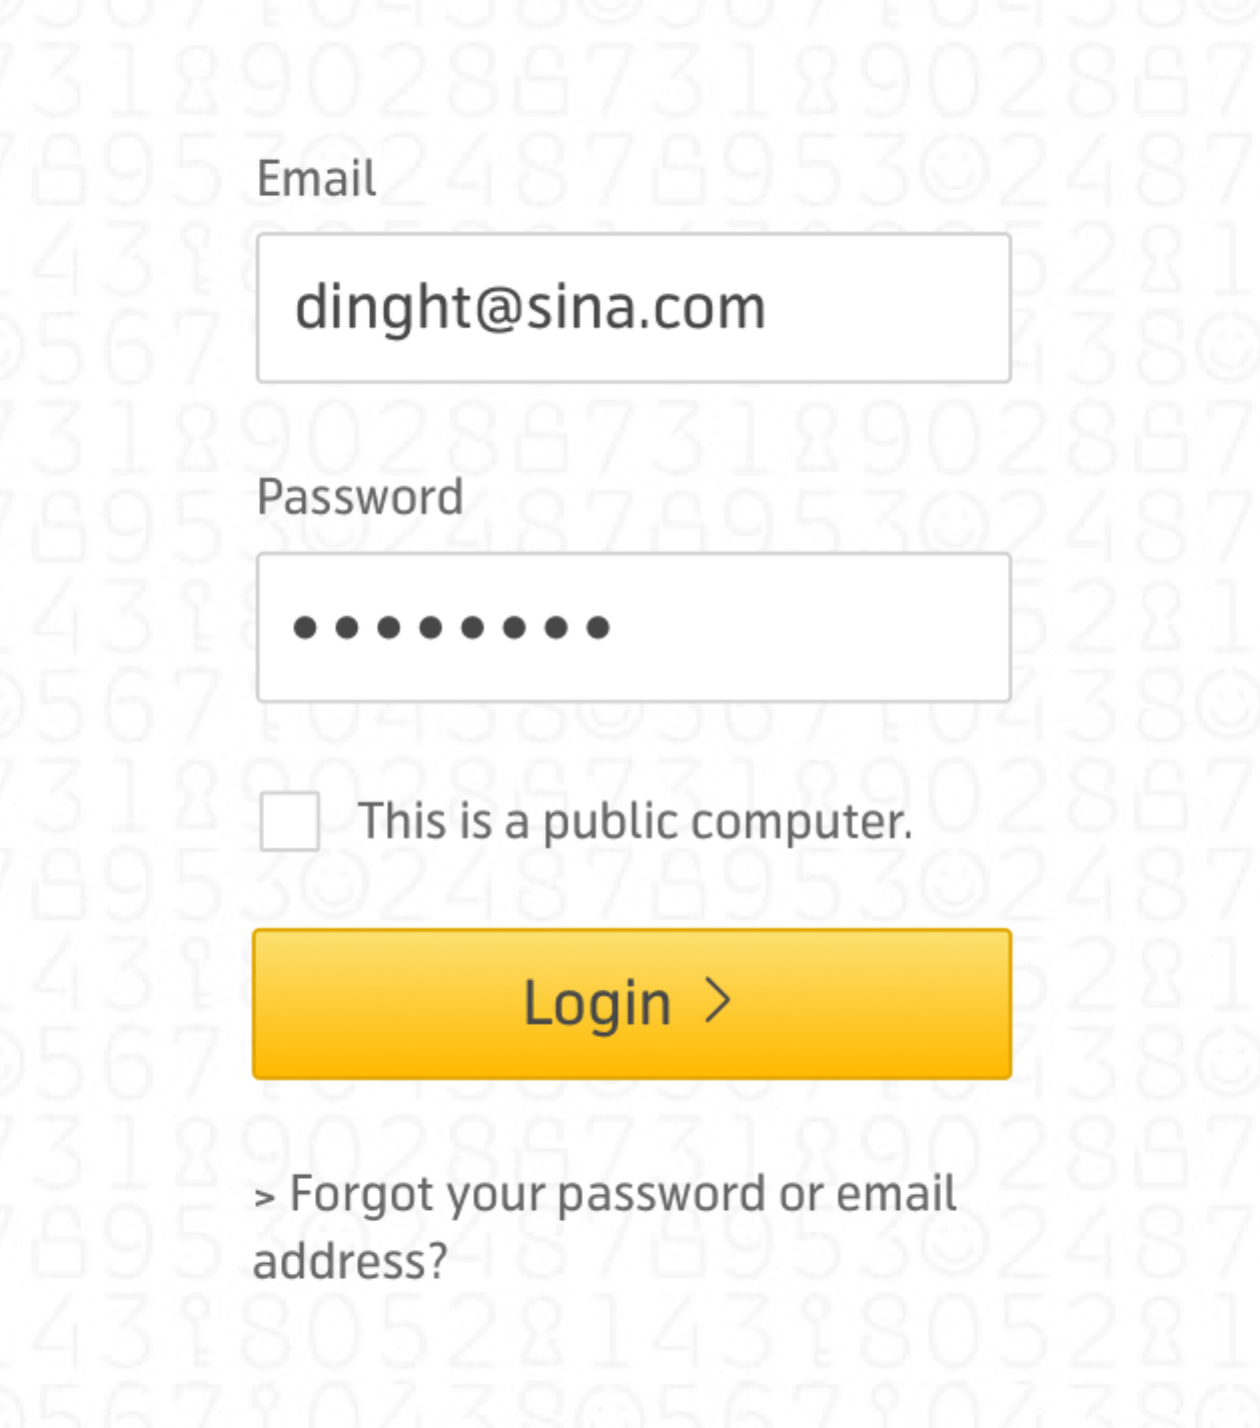 Email
dinght@sina.com
Password
••••••••
This is a public computer.
Login >
> Forgot your password or email
address?